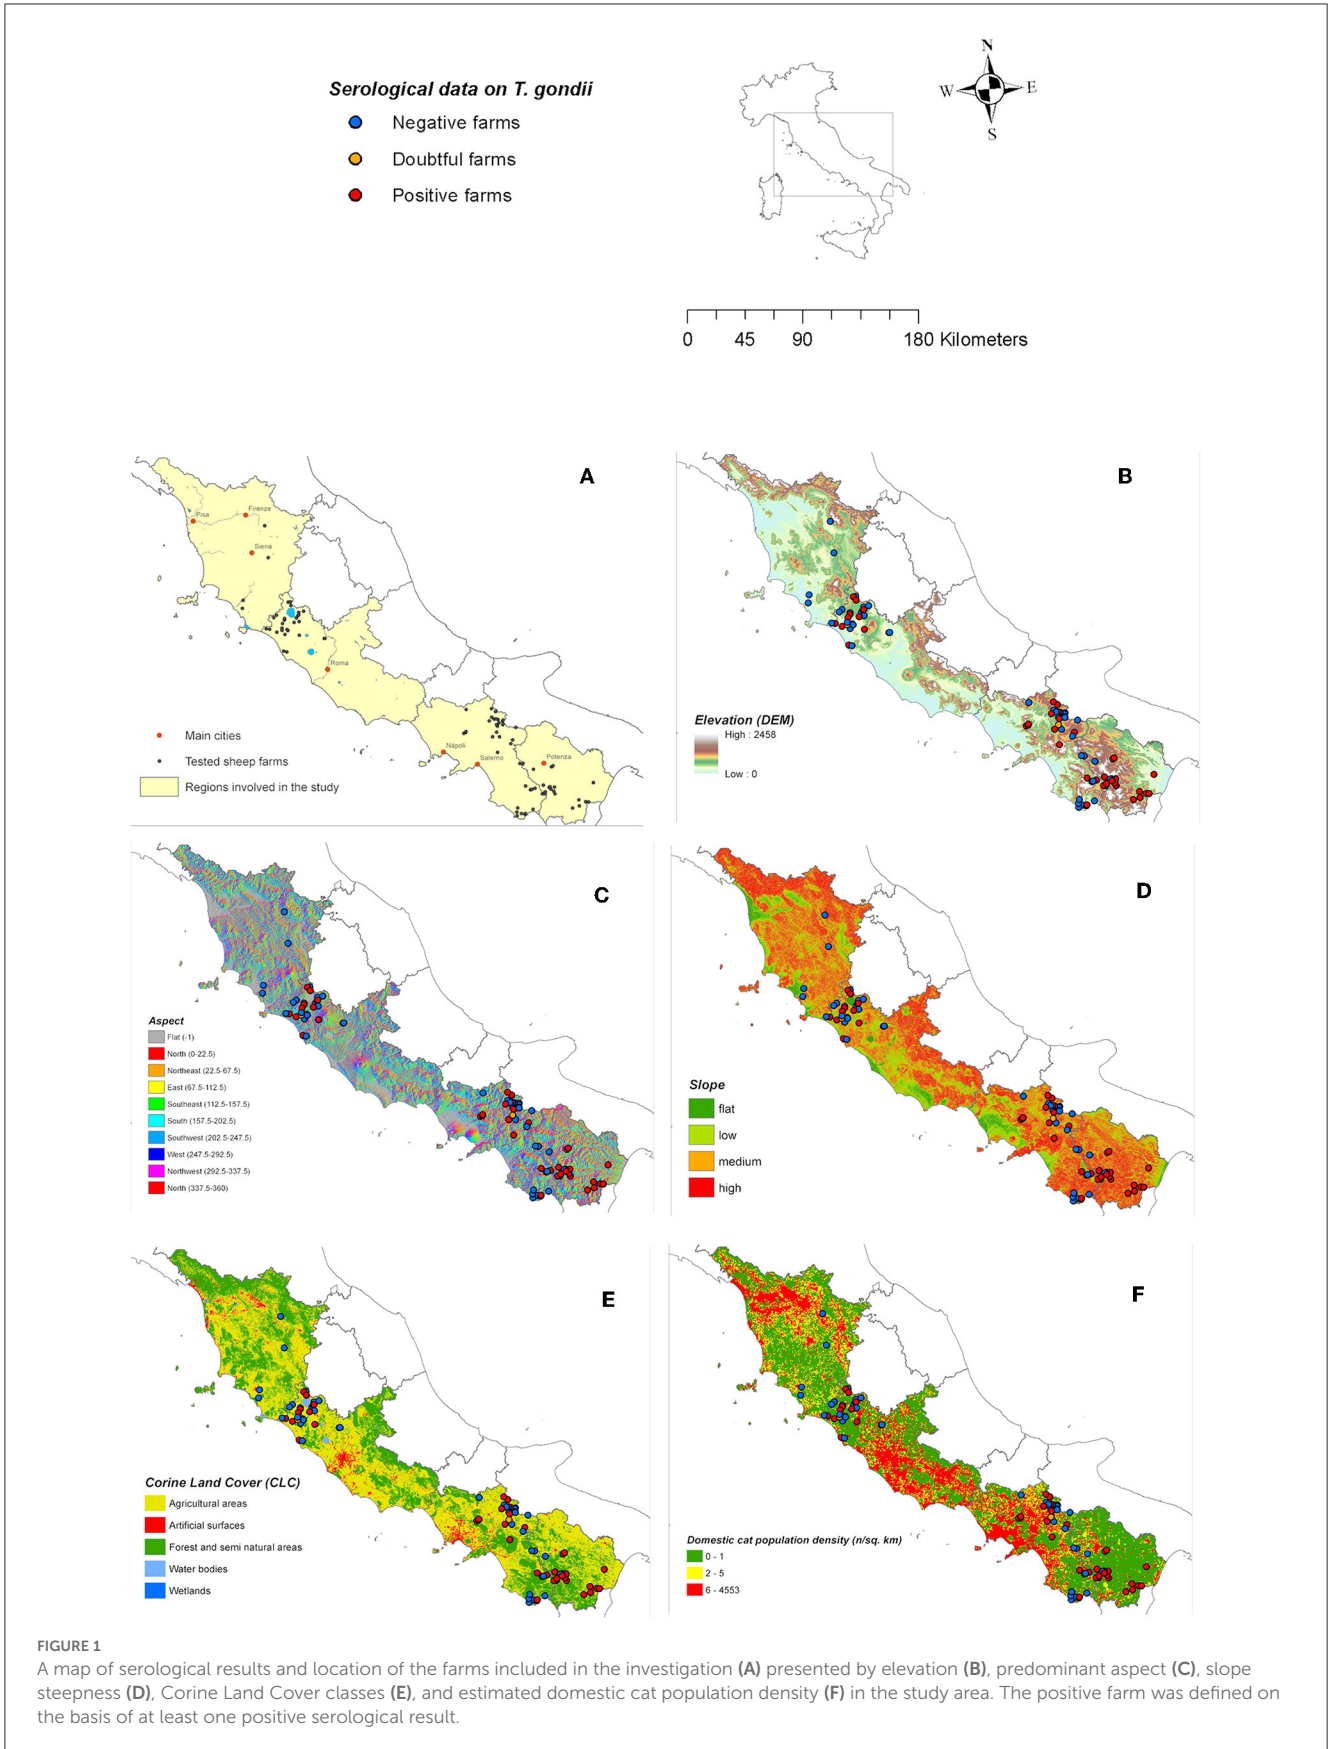 Serological data on T. gondii
Negative farms
Doubtful farms
Positive farms
N
W
E
S
0 45 90 180 Kilometers
A
Pisa
Firenze
Siena
Roma
Napoli
Salerno
Potenza
Main cities
Tested sheep farms
Regions involved in the study
B
Elevation (DEM)
High : 2458
Low : 0
C
Aspect
Flat (-1)
North (0-22.5)
Northeast (22.5-67.5)
East (67.5-112.5)
Southeast (112.5-157.5)
South (157.5-202.5)
Southwest (202.5-247.5)
West (247.5-292.5)
Northwest (292.5-337.5)
North (337.5-360)
D
Slope
flat
low
medium
high
E
Corine Land Cover (CLC)
Agricultural areas
Artificial surfaces
Forest and semi natural areas
Water bodies
Wetlands
F
Domestic cat population density (n/sq. km)
0 - 1
2 - 5
6 - 4553
FIGURE 1
A map of serological results and location of the farms included in the investigation (A) presented by elevation (B), predominant aspect (C), slope
steepness (D), Corine Land Cover classes (E), and estimated domestic cat population density (F) in the study area. The positive farm was defined on
the basis of at least one positive serological result.